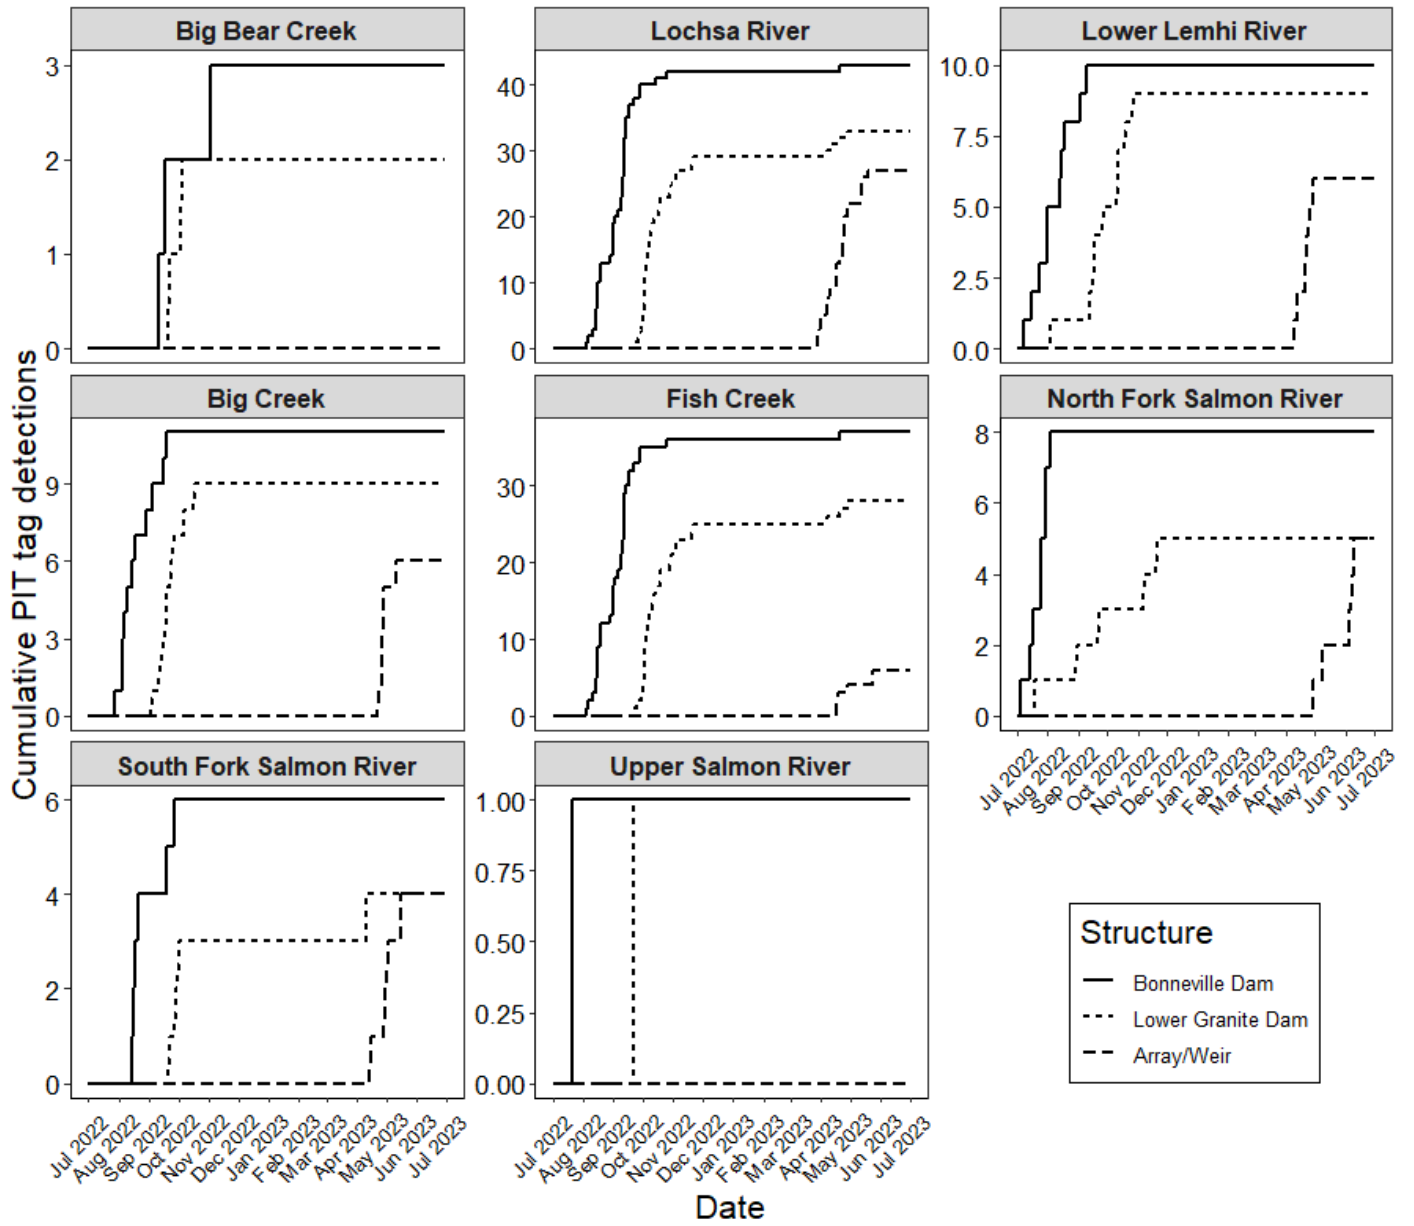 Big Bear Creek
Lochsa River
Lower Lemhi River
3
2
1
0
40
30
20
10
0
10.0
7.5
5.0
2.5
0.0
Big Creek
Fish Creek
North Fork Salmon River
9
6
3
0
30
20
10
0
8
6
4
2
0
Jul 2022
Aug 2022
Sep 2022
Oct 2022
Nov 2022
Dec 2022
Jan 2023
Feb 2023
Mar 2023
Apr 2023
May 2023
Jun 2023
Jul 2023
Cumulative PIT tag detections
South Fork Salmon River
Upper Salmon River
6
4
2
0
1.00
0.75
0.50
0.25
0.00
Jul 2022
Aug 2022
Sep 2022
Oct 2022
Nov 2022
Dec 2022
Jan 2023
Feb 2023
Mar 2023
Apr 2023
May 2023
Jun 2023
Jul 2023
Jul 2022
Aug 2022
Sep 2022
Oct 2022
Nov 2022
Dec 2022
Jan 2023
Feb 2023
Mar 2023
Apr 2023
May 2023
Jun 2023
Jul 2023
Structure
Bonneville Dam
Lower Granite Dam
Array/Weir
Date